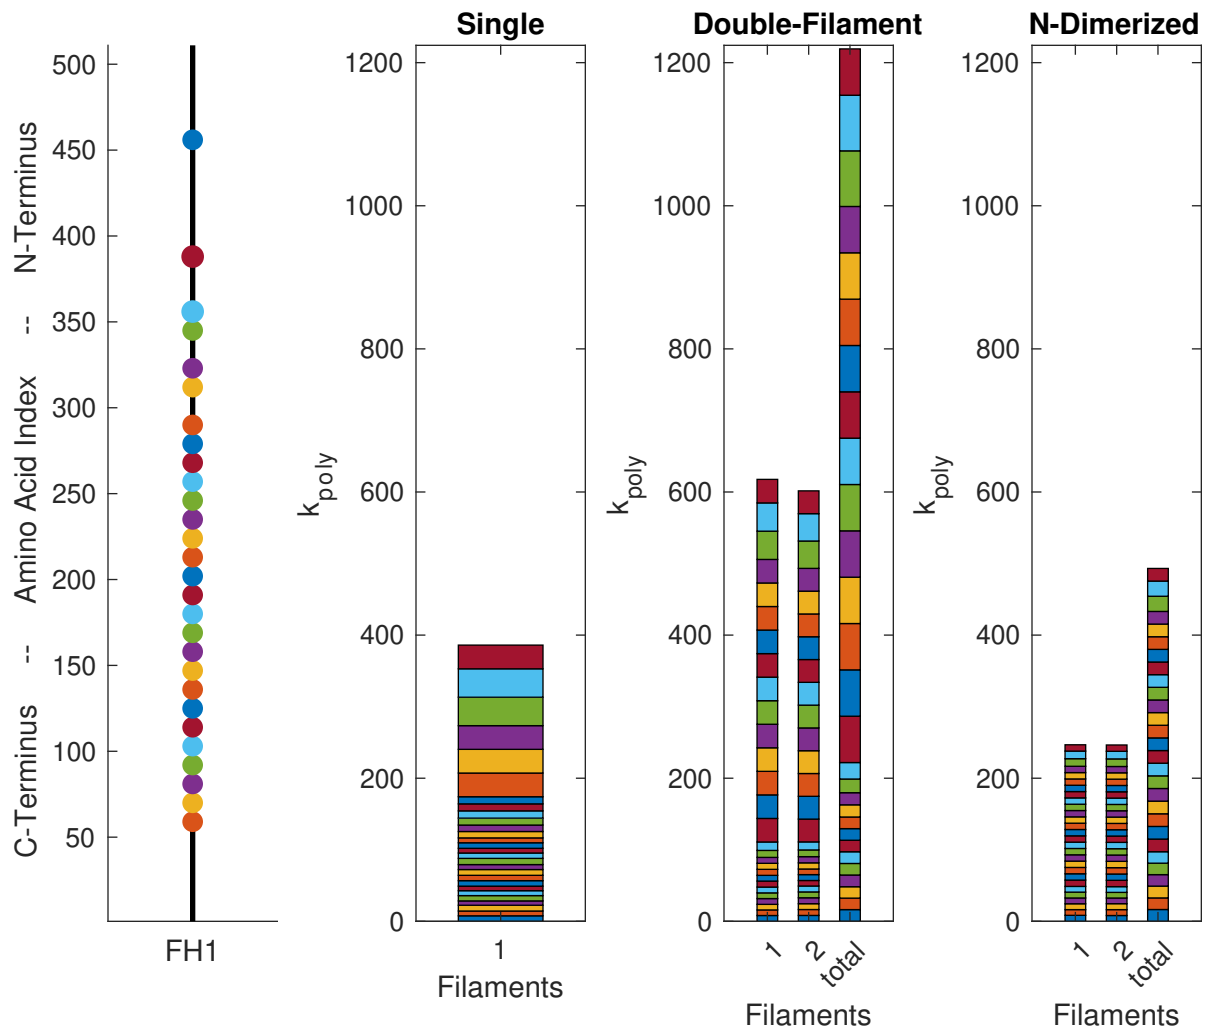 Single
Double-Filament
N-Dimerized
C-Terminus -- Amino Acid Index -- N-Terminus
500
450
400
350
300
250
200
150
100
50
FH1
kpoly
1200
1000
800
600
400
200
0
1
Filaments
kpoly
1200
1000
800
600
400
200
0
1
2
total
Filaments
kpoly
1200
1000
800
600
400
200
0
1
2
total
Filaments